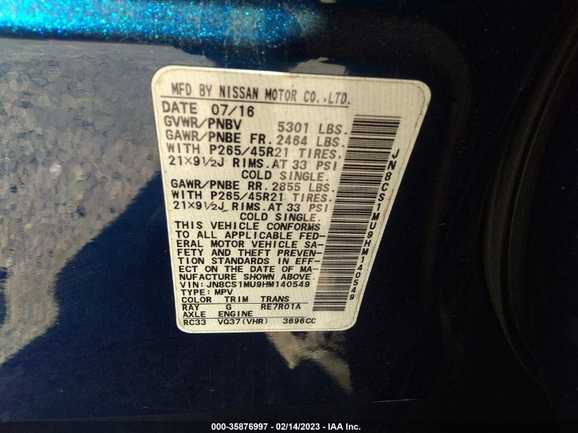 MFD BY NISSAN MOTOR CO.,LTD.
DATE 07/16
GVWR/PNBV 5301 LBS.
GAWR/PNBE FR. 2464 LBS.
WITH P265/45R21 TIRES.
21×9½J RIMS.AT 33 PSI
COLD SINGLE.
GAWR/PNBE RR. 2855 LBS.
WITH P265/45R21 TIRES.
21×9½J RIMS.AT 33 PSI
COLD SINGLE.
THIS VEHICLE CONFORMS
TO ALL APPLICABLE FED-
ERAL MOTOR VEHICLE SA-
FETY AND THEFT PREVEN-
TION STANDARDS IN EFF-
ECT ON THE DATE OF MA-
NUFACTURE SHOWN ABOVE.
VIN:JN8CS1MU9HM140549
TYPE: MPV
COLOR TRIM TRANS
RAY G RE7R01A
AXLE ENGINE
RC33 VQ37(VHR) 3696CC
JN8CS1MU9HM140549
000-35876997 - 02/14/2023 - IAA Inc.